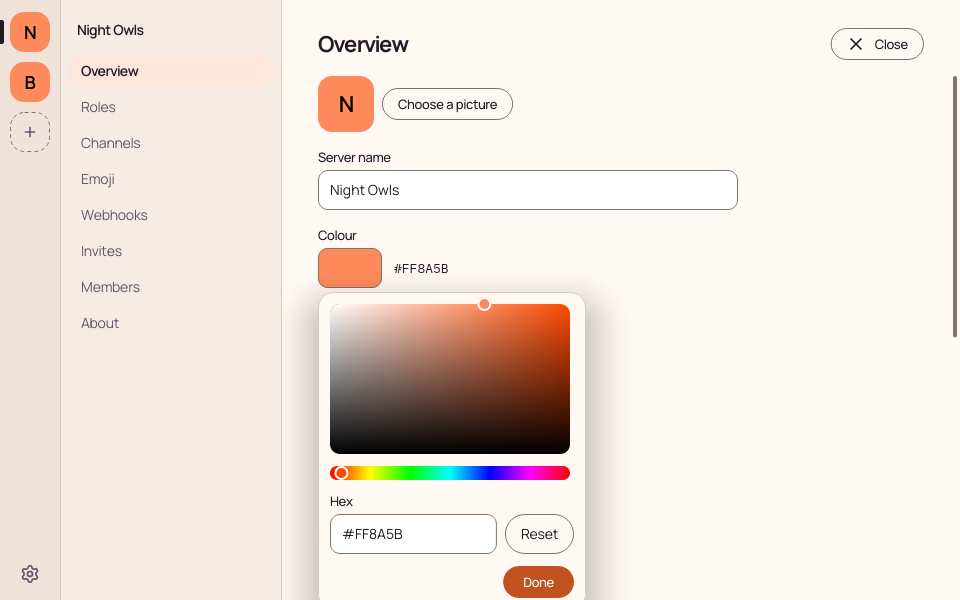 N
B
Night Owls
Overview
Roles
Channels
Emoji
Webhooks
Invites
Members
About
Overview
Close
N
Choose a picture
Server name
Night Owls
Colour
#FF8A5B
Hex
#FF8A5B
Reset
Done